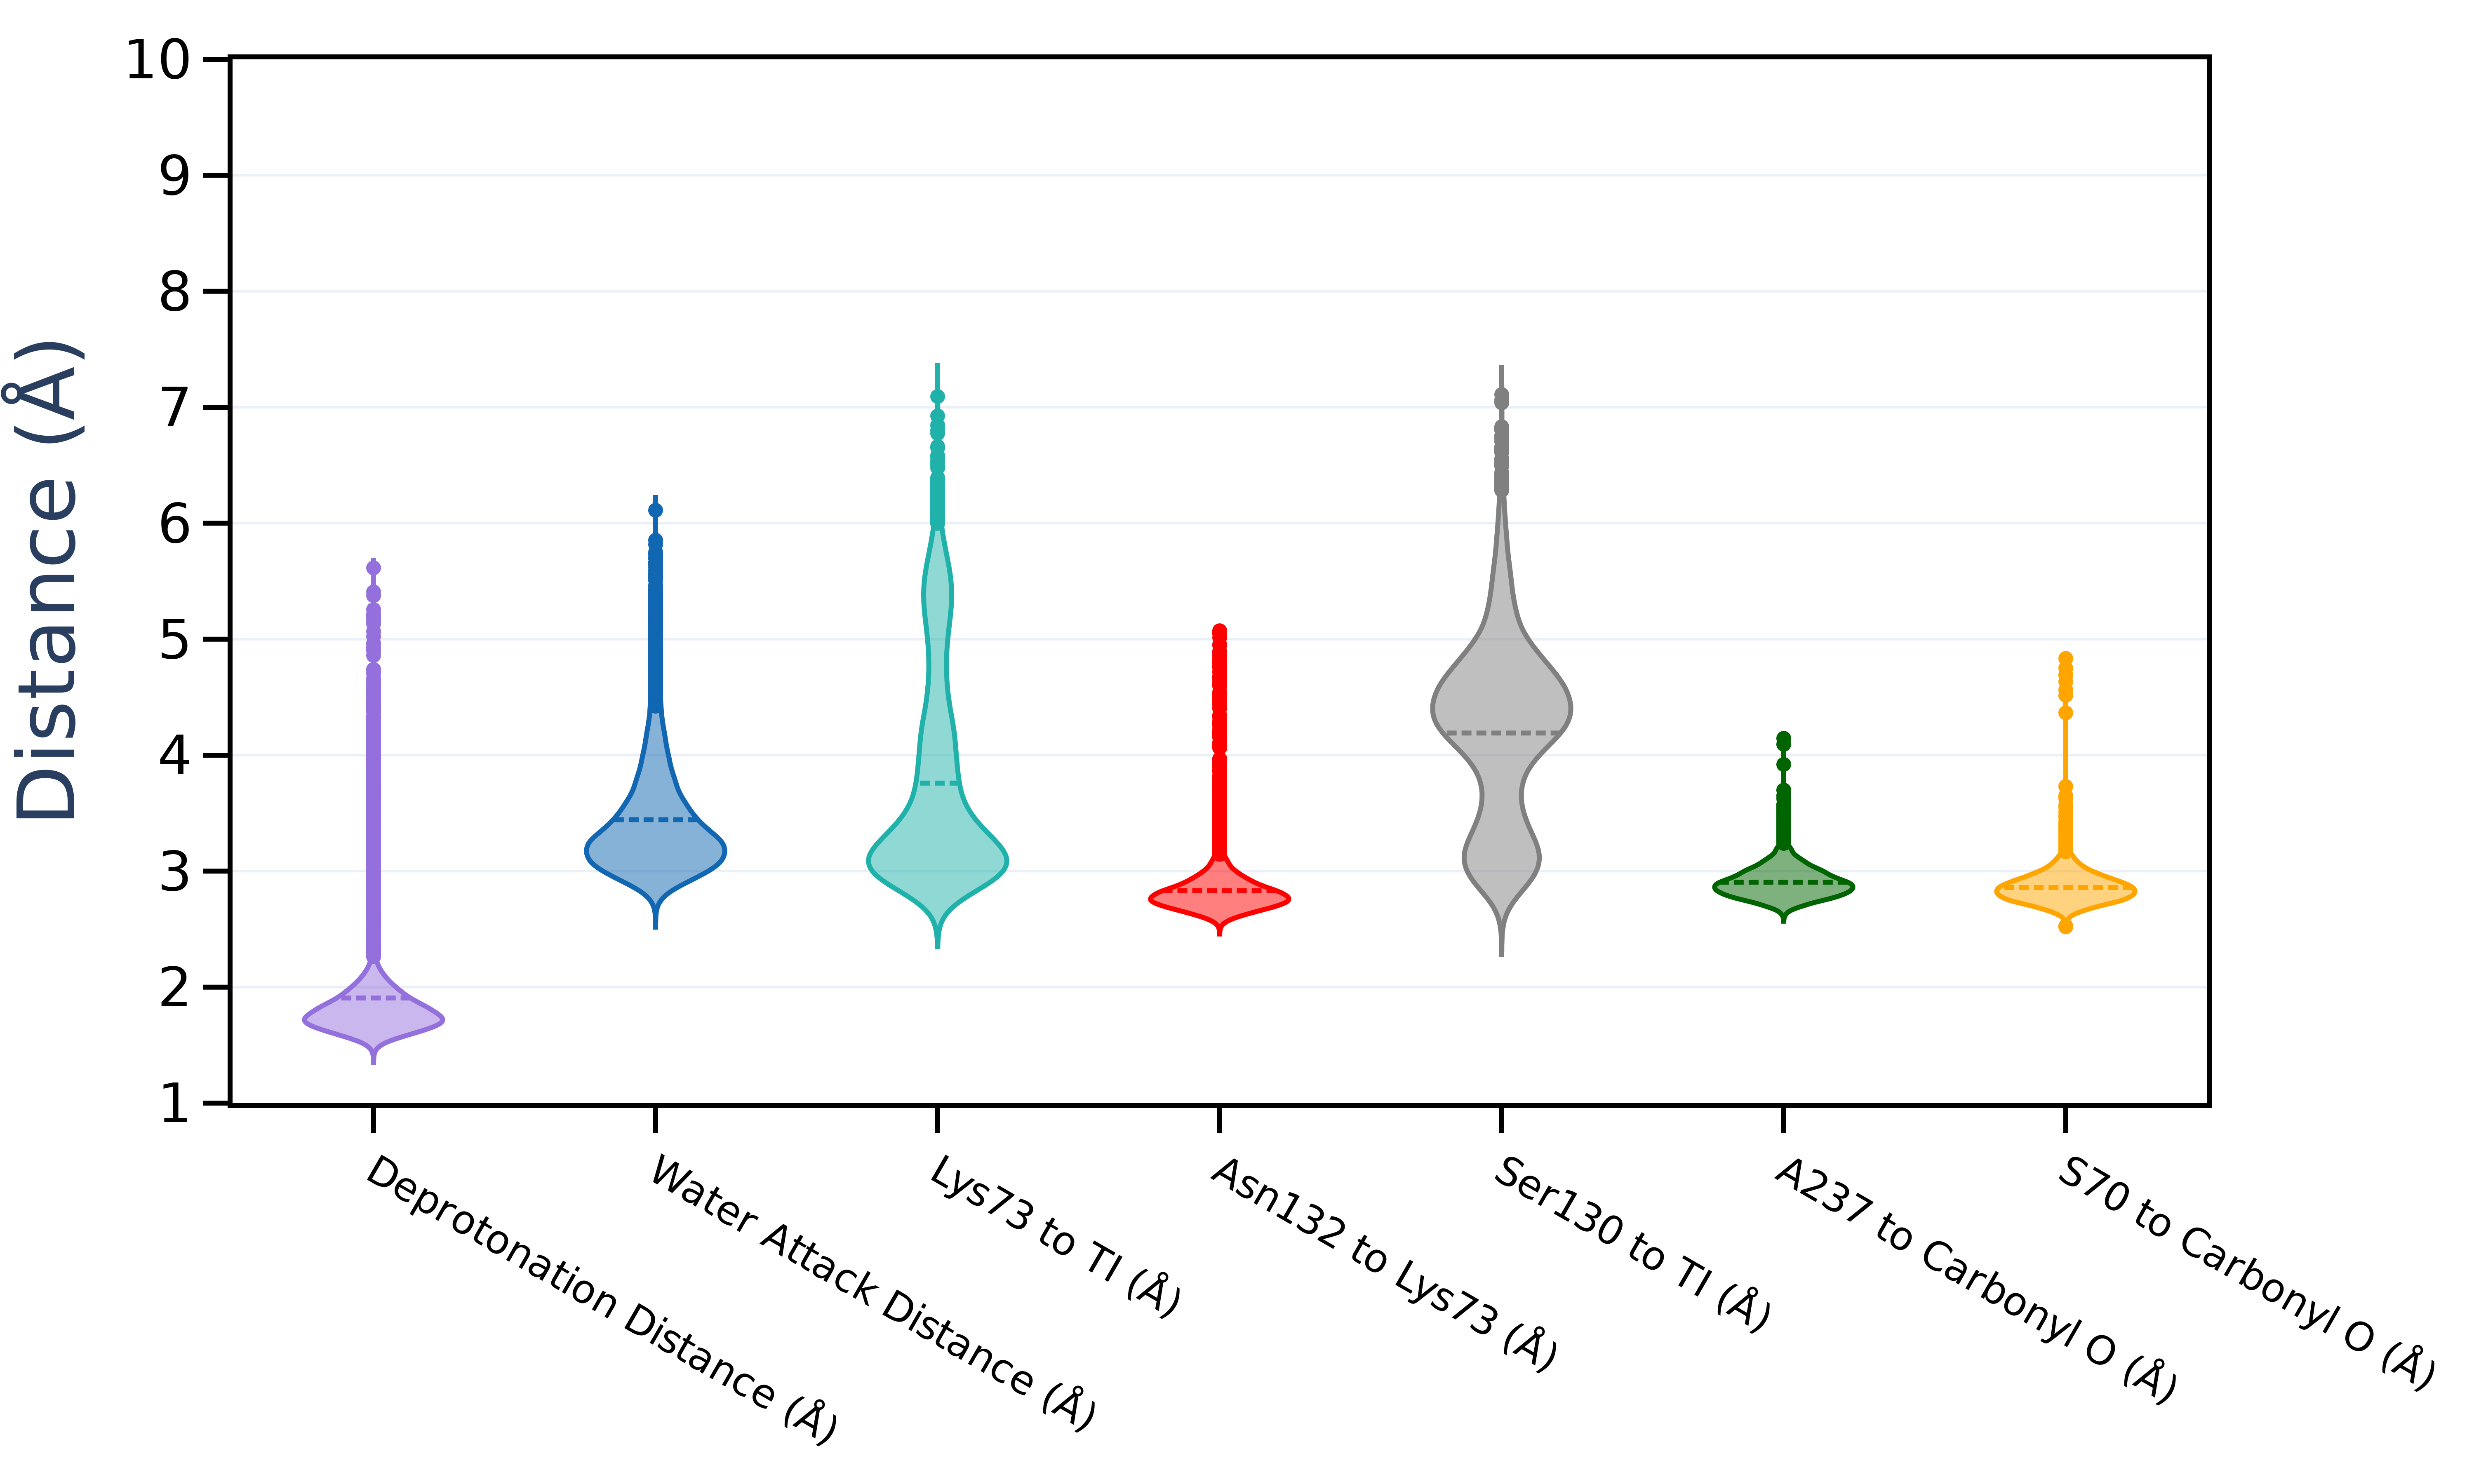 Distance (Å)
10
9
8
7
6
5
4
3
2
1
Deprotonation Distance (Å)
Water Attack Distance (Å)
Lys73 to TI (Å)
Asn132 to Lys73 (Å)
Ser130 to TI (Å)
A237 to Carbonyl O (Å)
S70 to Carbonyl O (Å)